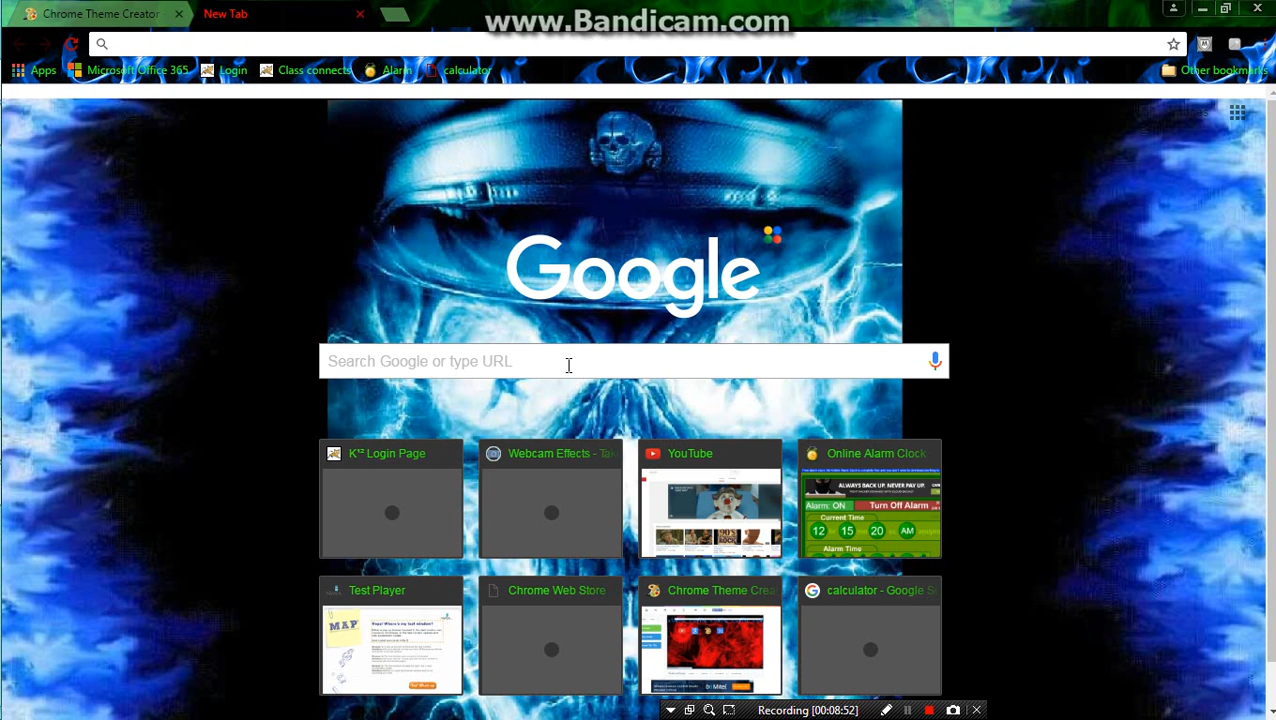 Chrome Theme Creator
New Tab
www.Bandicam.com
Apps
Microsoft Office 365
Login
Class connects
Alarm
calculator
Other bookmarks
Google
Search Google or type URL
K¹² Login Page
Webcam Effects - Tak
YouTube
Online Alarm Clock
ALWAYS BACK UP. NEVER PAY UP.
Alarm: ON
Turn Off Alarm
Current Time
12
15
20
AM
Alarm Time
Test Player
Chrome Web Store
Chrome Theme Crea
calculator - Google S
MAP
Recording [00:08:52]